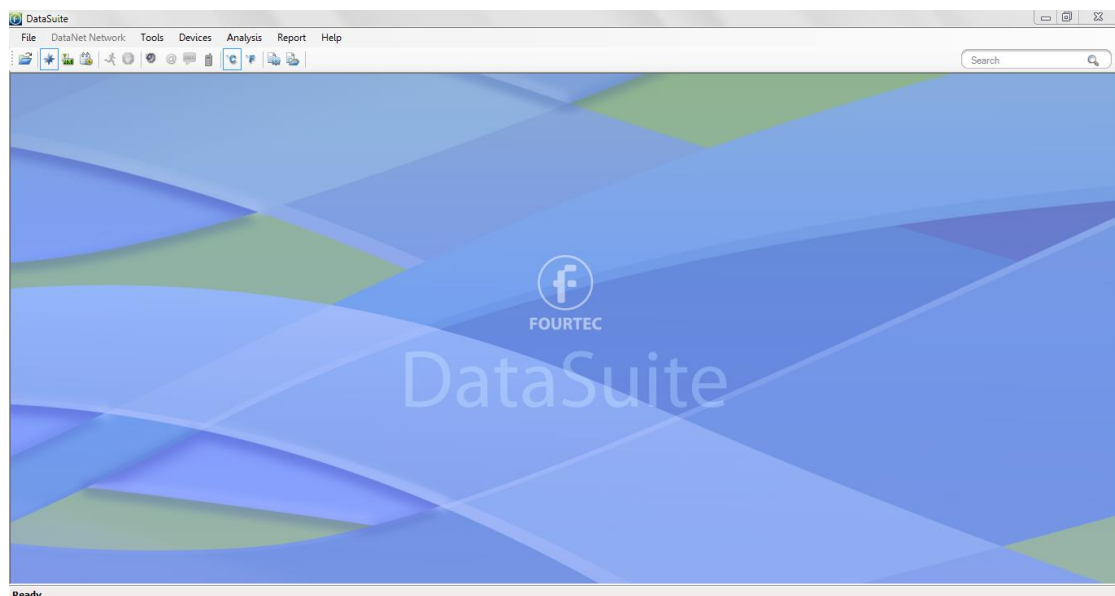 DataSuite
File DataNet Network Tools Devices Analysis Report Help
°C °F Search
FOURTEC
DataSuite
Ready